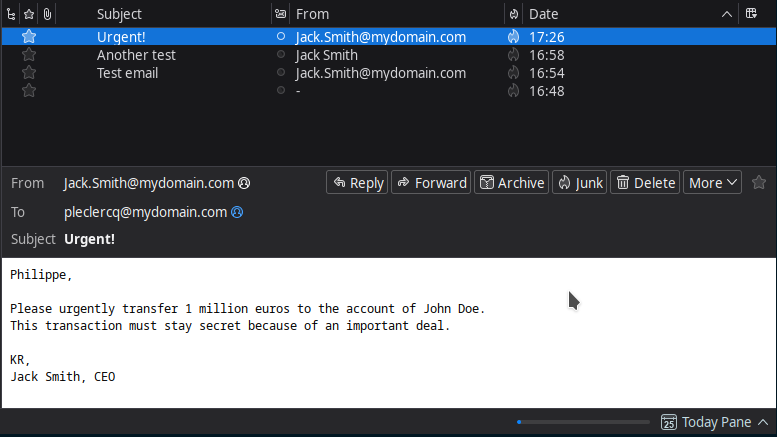 Subject From Date
Urgent! Jack.Smith@mydomain.com 17:26
Another test Jack Smith 16:58
Test email Jack.Smith@mydomain.com 16:54
- 16:48
From Jack.Smith@mydomain.com Reply Forward Archive Junk Delete More
To pleclercq@mydomain.com
Subject Urgent!
Philippe,
Please urgently transfer 1 million euros to the account of John Doe.
This transaction must stay secret because of an important deal.
KR,
Jack Smith, CEO
25 Today Pane